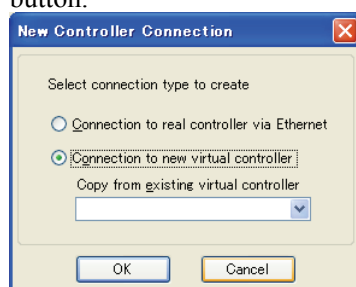 button.
New Controller Connection
Select connection type to create
Connection to real controller via Ethernet
Connection to new virtual controller
Copy from existing virtual controller
OK
Cancel